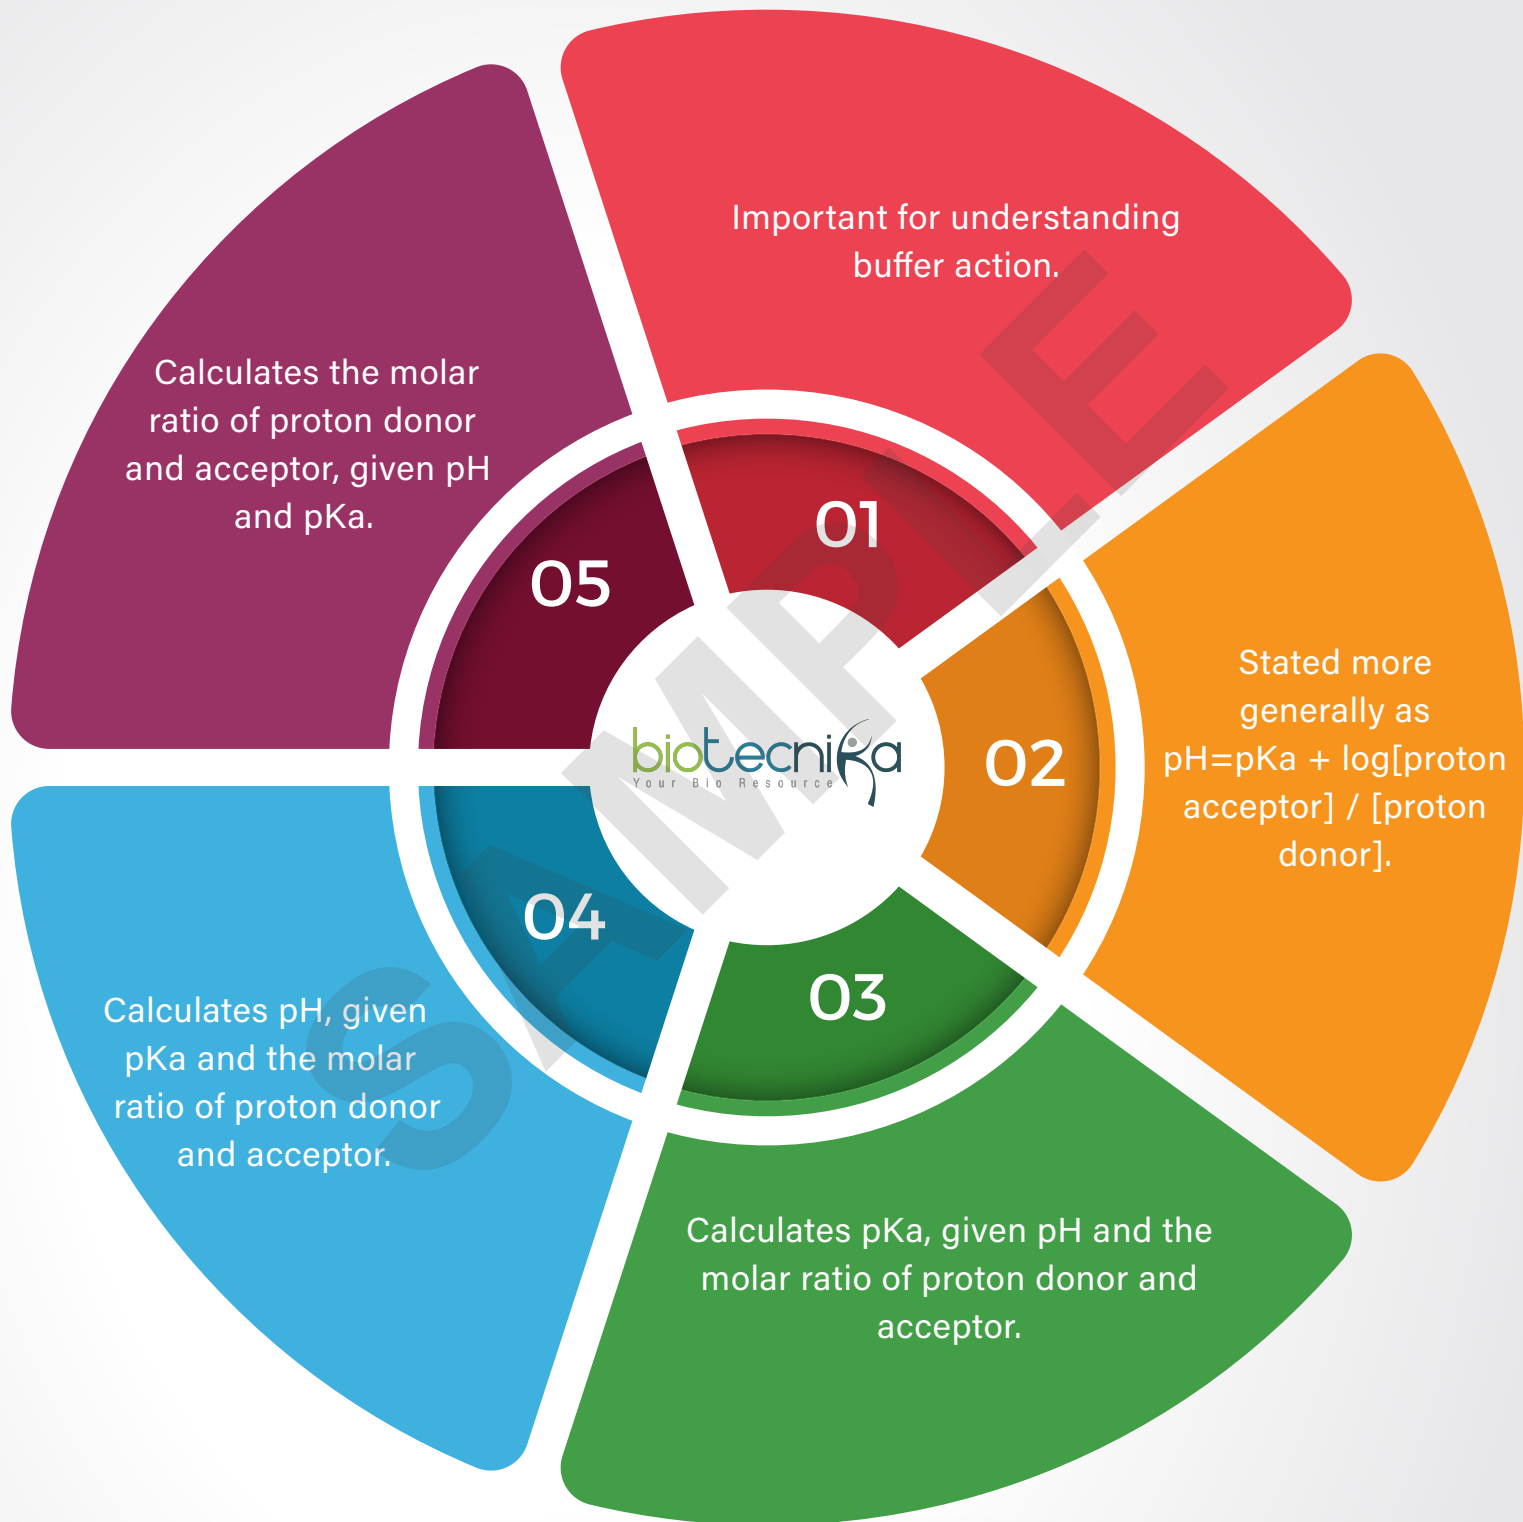 Important for understanding
buffer action.
01
Stated more
generally as
pH=pKa + log[proton
acceptor] / [proton
donor].
02
Calculates pKa, given pH and the
molar ratio of proton donor and
acceptor.
03
Calculates pH, given
pKa and the molar
ratio of proton donor
and acceptor.
04
Calculates the molar
ratio of proton donor
and acceptor, given pH
and pKa.
05
biotecnika
Your Bio Resource
SAMPLE